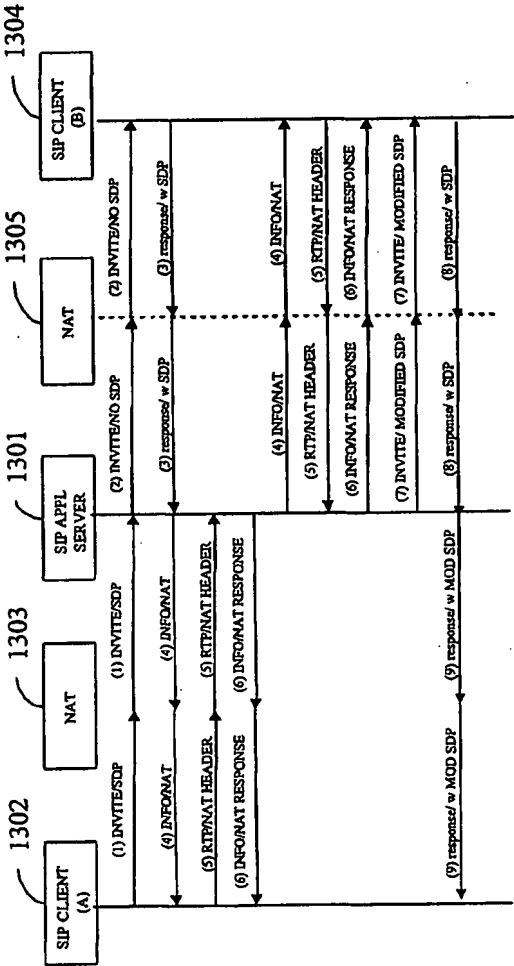 1302
SIP CLIENT
(A)
1303
NAT
1301
SIP APPL
SERVER
1305
NAT
1304
SIP CLIENT
(B)
(1) INVITE/SDP
(1) INVITE/SDP
(2) INVITE/NO SDP
(2) INVITE/NO SDP
(4) INFO/NAT
(4) INFO/NAT
(3) response/ w SDP
(3) response/ w SDP
(5) RTP/NAT HEADER
(5) RTP/NAT HEADER
(6) INFO/NAT RESPONSE
(6) INFO/NAT RESPONSE
(4) INFO/NAT
(4) INFO/NAT
(5) RTP/NAT HEADER
(5) RTP/NAT HEADER
(6) INFO/NAT RESPONSE
(6) INFO/NAT RESPONSE
(7) INVITE/ MODIFIED SDP
(7) INVITE/ MODIFIED SDP
(9) response/ w MOD SDP
(9) response/ w MOD SDP
(8) response/ w SDP
(8) response/ w SDP